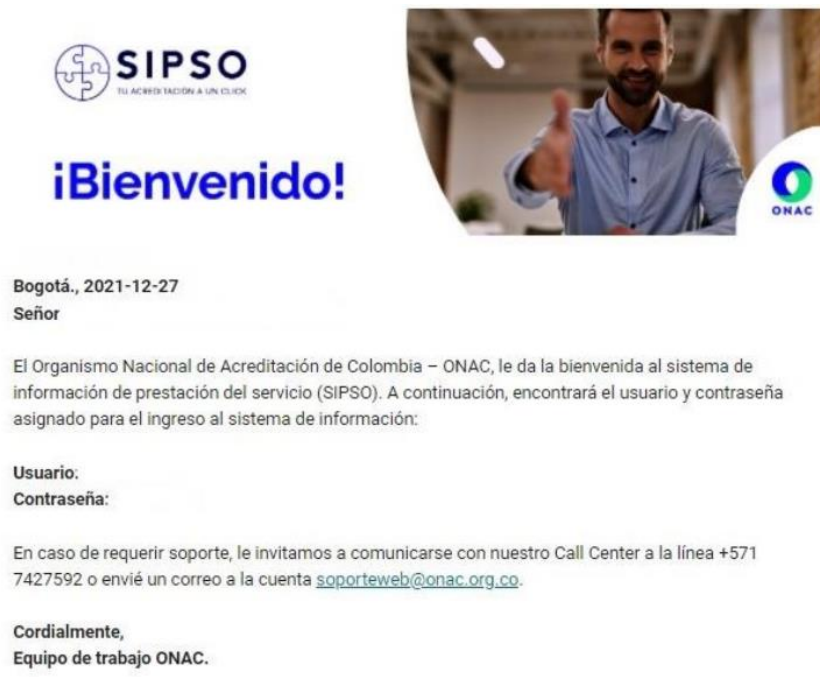 SIPSO
TU ACREDITACIÓN A UN CLICK
¡Bienvenido!
ONAC
Bogotá., 2021-12-27
Señor
El Organismo Nacional de Acreditación de Colombia – ONAC, le da la bienvenida al sistema de
información de prestación del servicio (SIPSO). A continuación, encontrará el usuario y contraseña
asignado para el ingreso al sistema de información:
Usuario:
Contraseña:
En caso de requerir soporte, le invitamos a comunicarse con nuestro Call Center a la línea +571
7427592 o envié un correo a la cuenta soporteweb@onac.org.co.
Cordialmente,
Equipo de trabajo ONAC.